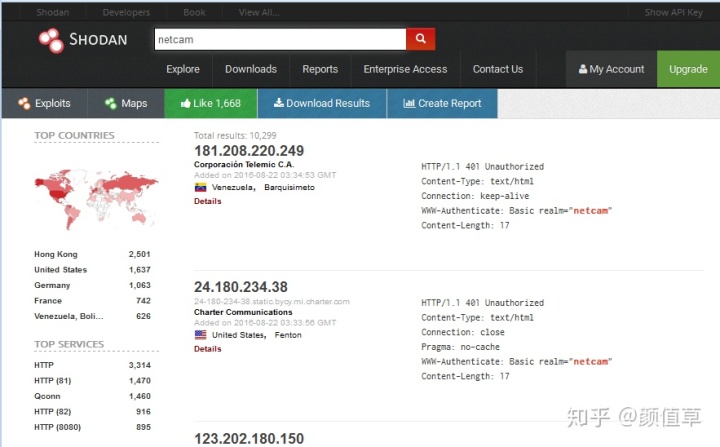 Shodan Developers Book View All... Show API Key
SHODAN
netcam
Explore Downloads Reports Enterprise Access Contact Us My Account Upgrade
Exploits Maps Like 1,668 Download Results Create Report
TOP COUNTRIES
Hong Kong 2,501
United States 1,637
Germany 1,063
France 742
Venezuela, Boli... 626
TOP SERVICES
HTTP 3,314
HTTP (81) 1,470
Qconn 1,460
HTTP (82) 916
HTTP (8080) 895
Total results: 10,299
181.208.220.249
Corporación Telemic C.A.
Added on 2016-08-22 03:34:53 GMT
Venezuela, Barquisimeto
Details
HTTP/1.1 401 Unauthorized
Content-Type: text/html
Connection: keep-alive
WWW-Authenticate: Basic realm="netcam"
Content-Length: 17
24.180.234.38
24-180-234-38.static.bycy.mi.charter.com
Charter Communications
Added on 2016-08-22 03:33:56 GMT
United States, Fenton
Details
HTTP/1.1 401 Unauthorized
Content-Type: text/html
Connection: close
Pragma: no-cache
WWW-Authenticate: Basic realm="netcam"
Content-Length: 17
123.202.180.150
知乎 @颜值草